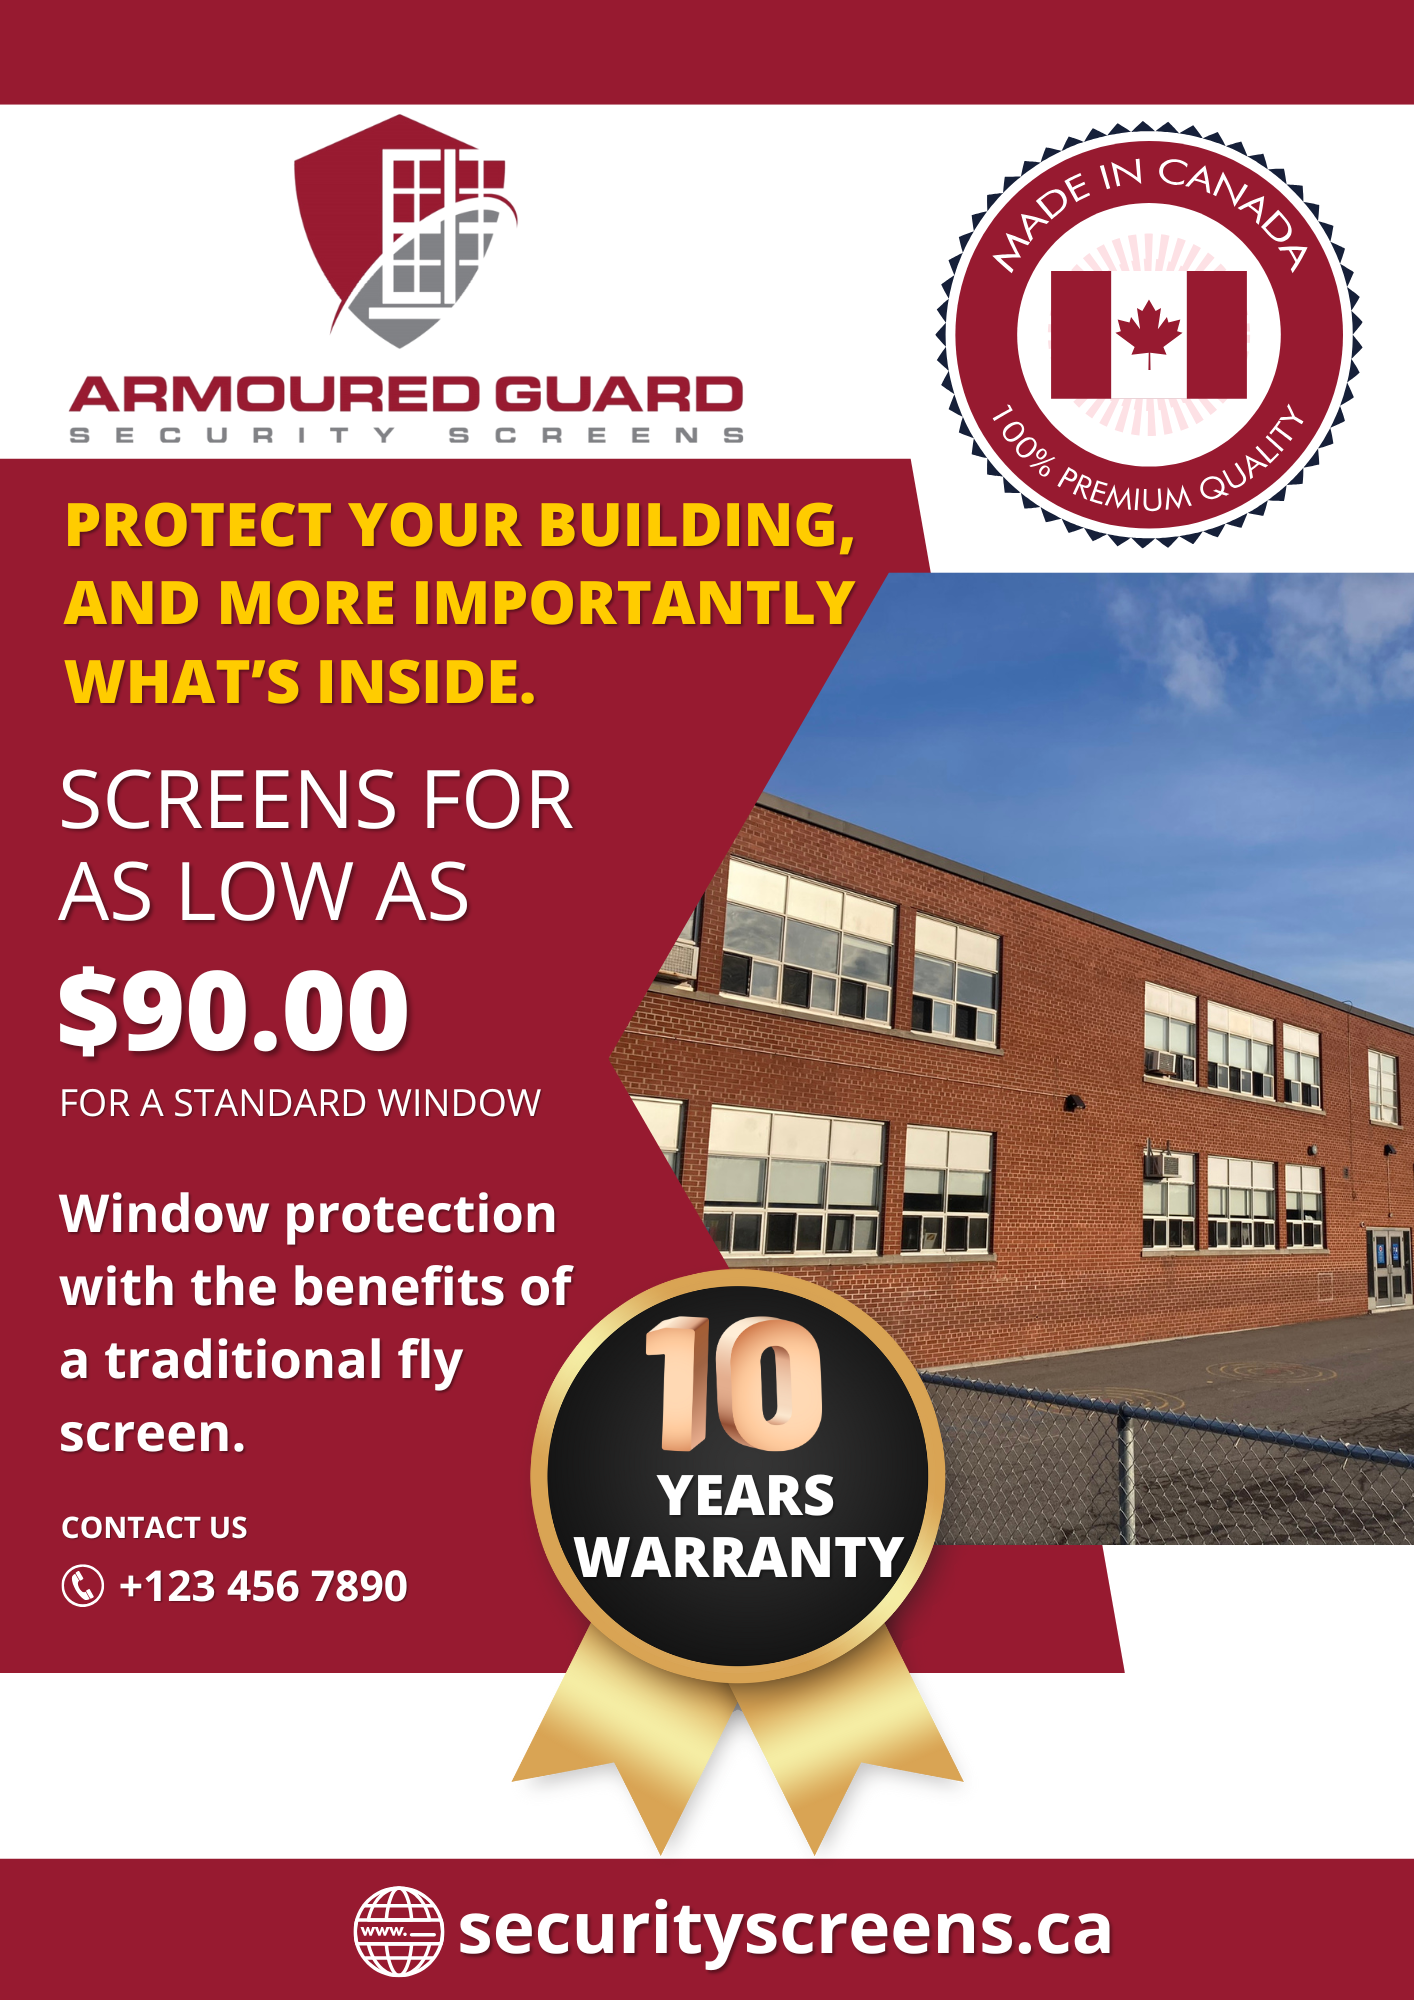 ARMOURED GUARD
SECURITY SCREENS
MADE IN CANADA
100% PREMIUM QUALITY
PROTECT YOUR BUILDING,
AND MORE IMPORTANTLY
WHAT'S INSIDE.
SCREENS FOR
AS LOW AS
$90.00
FOR A STANDARD WINDOW
Window protection
with the benefits of
a traditional fly
screen.
CONTACT US
+123 456 7890
10
YEARS
WARRANTY
www.
securityscreens.ca